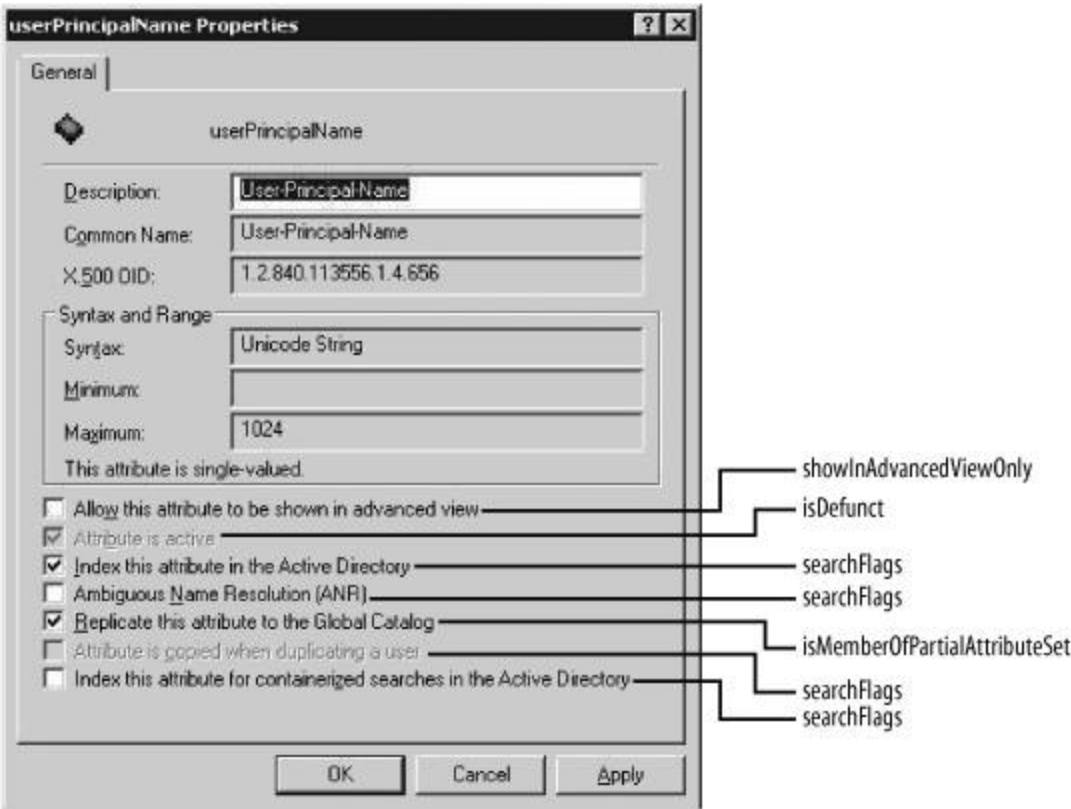 userPrincipalName Properties
General
userPrincipalName
Description: User-Principal-Name
Common Name: User-Principal-Name
X.500 OID: 1.2.840.113556.1.4.656
Syntax and Range
Syntax: Unicode String
Minimum:
Maximum: 1024
This attribute is single-valued.
Allow this attribute to be shown in advanced view showInAdvancedViewOnly
Attribute is active isDefunct
Index this attribute in the Active Directory searchFlags
Ambiguous Name Resolution (ANR) searchFlags
Replicate this attribute to the Global Catalog isMemberOfPartialAttributeSet
Attribute is copied when duplicating a user searchFlags
Index this attribute for containerized searches in the Active Directory searchFlags
OK Cancel Apply